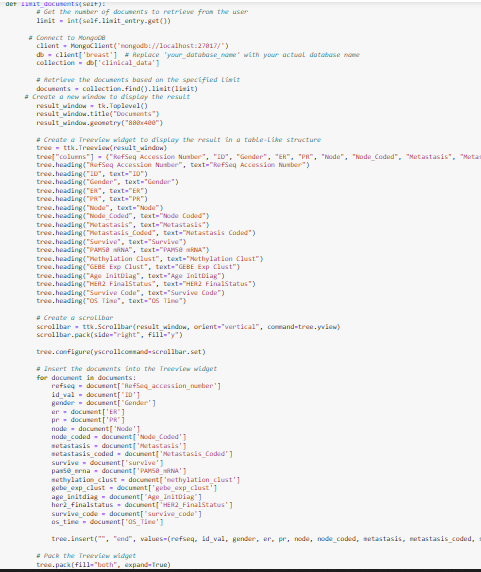 def limit_documents(self):
# Get the number of documents to retrieve from the user
limit = int(self.limit_entry.get())
# Connect to MongoDB
client = MongoClient('mongodb://localhost:27017/')
db = client['breast'] # Replace 'your_database_name' with your actual database name
collection = db['clinical_data']
# Retrieve the documents based on the specified limit
documents = collection.find().limit(limit)
# Create a new window to display the result
result_window = tk.Toplevel()
result_window.title("Documents")
result_window.geometry("800x400")
# Create a Treeview widget to display the result in a table-like structure
tree = ttk.Treeview(result_window)
tree["columns"] = ("RefSeq Accession Number", "ID", "Gender", "ER", "PR", "Node", "Node_Coded", "Metastasis", "Metas
tree.heading("RefSeq Accession Number", text="RefSeq Accession Number")
tree.heading("ID", text="ID")
tree.heading("Gender", text="Gender")
tree.heading("ER", text="ER")
tree.heading("PR", text="PR")
tree.heading("Node", text="Node")
tree.heading("Node_Coded", text="Node Coded")
tree.heading("Metastasis", text="Metastasis")
tree.heading("Metastasis_Coded", text="Metastasis Coded")
tree.heading("Survive", text="Survive")
tree.heading("PAM50 mRNA", text="PAM50 mRNA")
tree.heading("Methylation Clust", text="Methylation Clust")
tree.heading("GEBE Exp Clust", text="GEBE Exp Clust")
tree.heading("Age InitDiag", text="Age InitDiag")
tree.heading("HER2 FinalStatus", text="HER2 FinalStatus")
tree.heading("Survive Code", text="Survive Code")
tree.heading("OS Time", text="OS Time")
# Create a scrollbar
scrollbar = ttk.Scrollbar(result_window, orient="vertical", command=tree.yview)
scrollbar.pack(side="right", fill="y")
tree.configure(yscrollcommand=scrollbar.set)
# Insert the documents into the Treeview widget
for document in documents:
refseq = document['RefSeq_accession_number']
id_val = document['ID']
gender = document['Gender']
er = document['ER']
pr = document['PR']
node = document['Node']
node_coded = document['Node_Coded']
metastasis = document['Metastasis']
metastasis_coded = document['Metastasis_Coded']
survive = document['survive']
pam50_mrna = document['PAM50_mRNA']
methylation_clust = document['methylation_clust']
gebe_exp_clust = document['gebe_exp_clust']
age_initdiag = document['Age_InitDiag']
her2_finalstatus = document['HER2_FinalStatus']
survive_code = document['survive_code']
os_time = document['OS_Time']
tree.insert("", "end", values=(refseq, id_val, gender, er, pr, node, node_coded, metastasis, metastasis_coded, s
# Pack the Treeview widget
tree.pack(fill="both", expand=True)